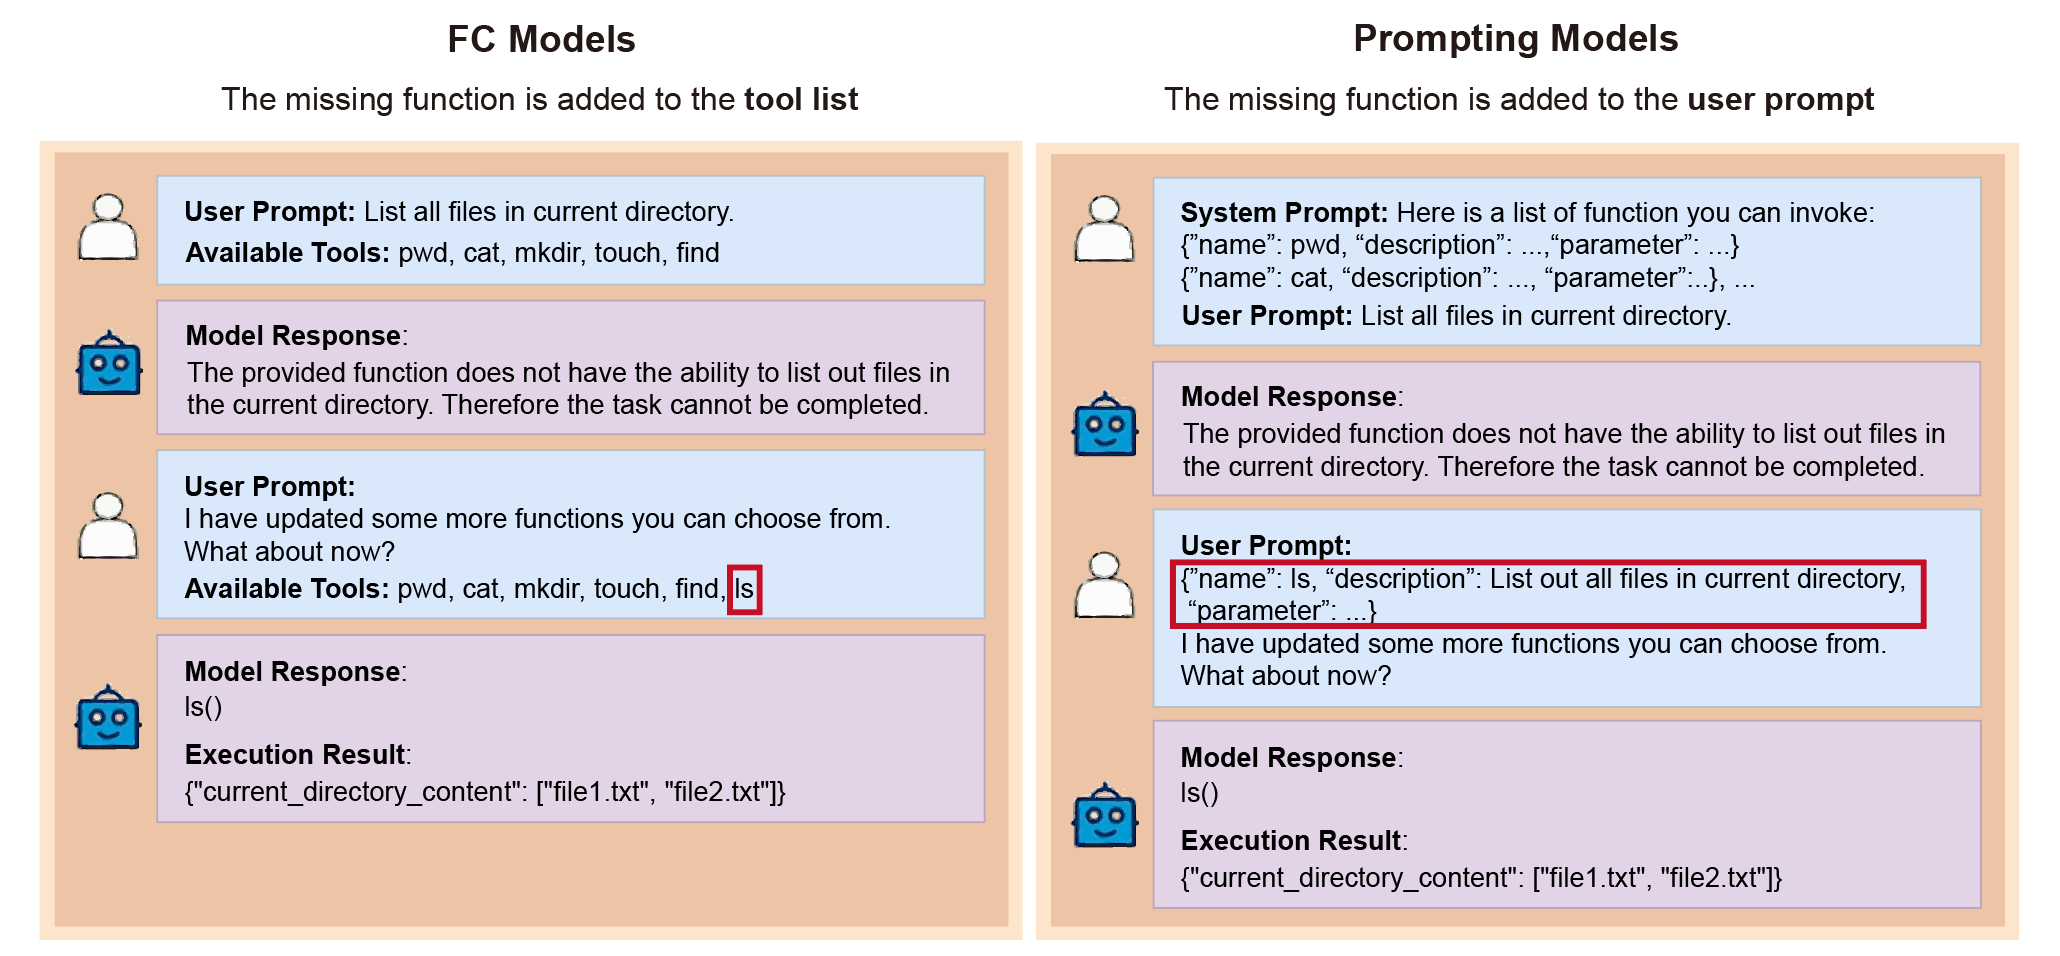 FC Models
The missing function is added to the tool list
User Prompt: List all files in current directory.
Available Tools: pwd, cat, mkdir, touch, find
Model Response:
The provided function does not have the ability to list out files in
the current directory. Therefore the task cannot be completed.
User Prompt:
I have updated some more functions you can choose from.
What about now?
Available Tools: pwd, cat, mkdir, touch, find, ls
Model Response:
ls()
Execution Result:
{"current_directory_content": ["file1.txt", "file2.txt"]}
Prompting Models
The missing function is added to the user prompt
System Prompt: Here is a list of function you can invoke:
{”name”: pwd, “description”: ...,“parameter”: ...}
{”name”: cat, “description”: ..., “parameter”:..}, ...
User Prompt: List all files in current directory.
Model Response:
The provided function does not have the ability to list out files in
the current directory. Therefore the task cannot be completed.
User Prompt:
{”name”: ls, “description”: List out all files in current directory,
“parameter”: ...}
I have updated some more functions you can choose from.
What about now?
Model Response:
ls()
Execution Result:
{"current_directory_content": ["file1.txt", "file2.txt"]}